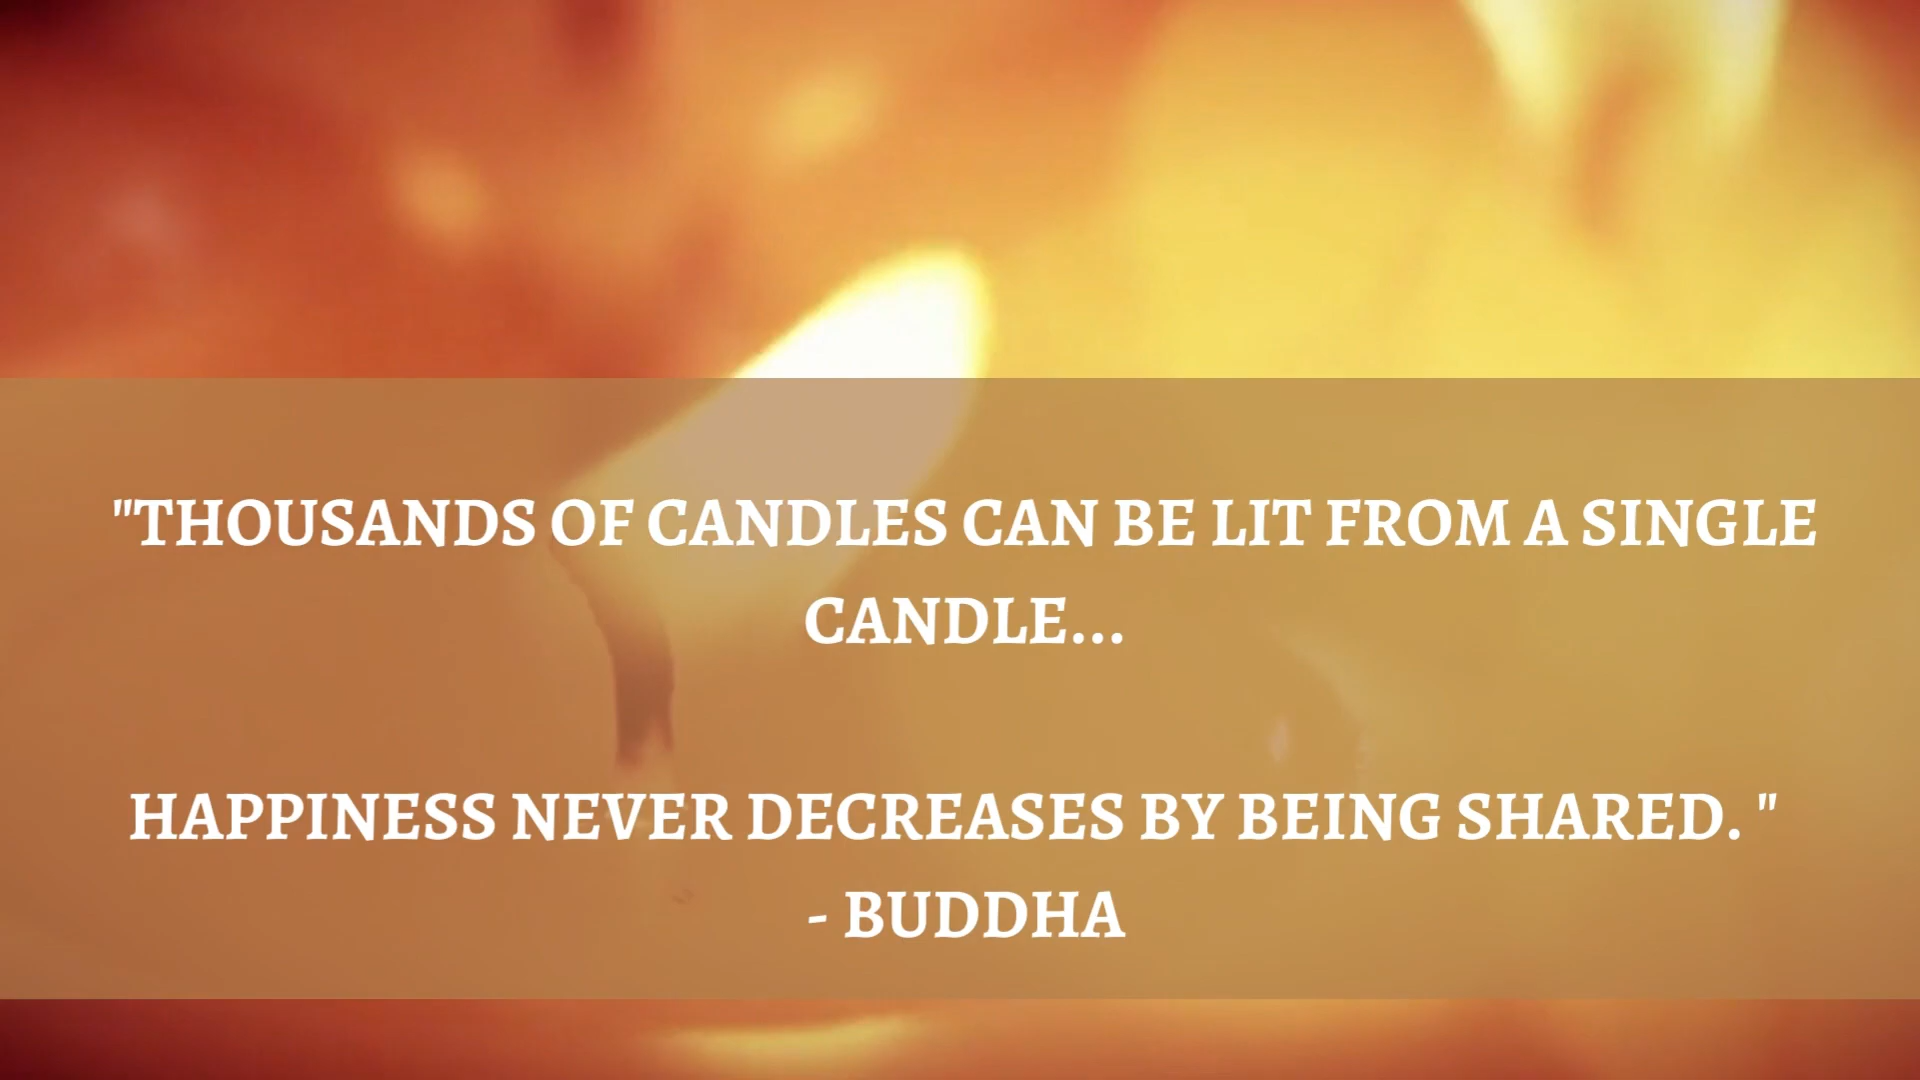 "THOUSANDS OF CANDLES CAN BE LIT FROM A SINGLE
CANDLE...
HAPPINESS NEVER DECREASES BY BEING SHARED. "
- BUDDHA